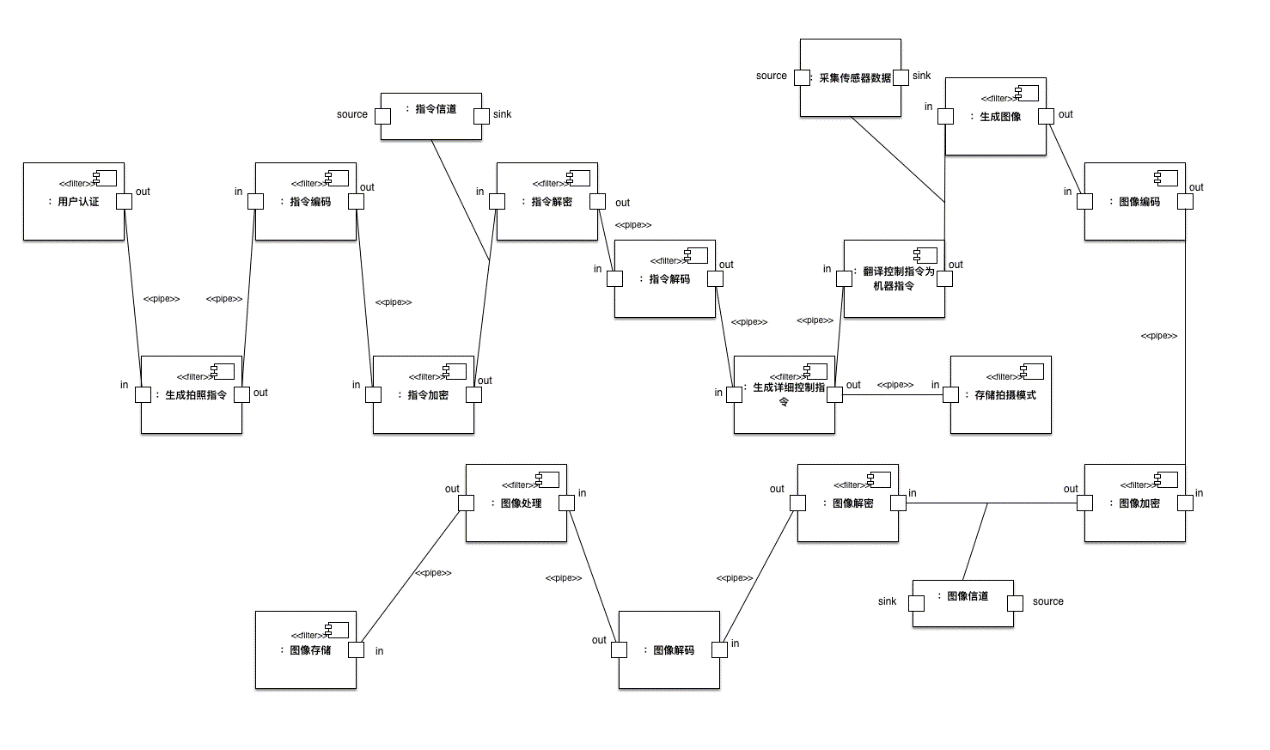 source
：采集传感器数据
sink
<<filter>>
in
：生成图像
out
source
：指令信道
sink
<<filter>>
：用户认证
out
<<filter>>
in
：指令编码
out
<<filter>>
in
：指令解密
out
in
：图像编码
out
<<pipe>>
<<filter>>
in
：指令解码
out
<<filter>>
in
：翻译控制指令为
机器指令
out
<<pipe>>
<<pipe>>
<<pipe>>
<<pipe>>
<<pipe>>
<<pipe>>
<<filter>>
in
：生成拍照指令
out
<<filter>>
in
：指令加密
out
<<filter>>
in
：生成详细控制指
令
out
<<pipe>>
<<filter>>
in
：存储拍摄模式
<<filter>>
out
：图像处理
in
<<filter>>
out
：图像解密
in
<<filter>>
out
：图像加密
in
<<pipe>>
<<pipe>>
<<pipe>>
sink
：图像信道
source
<<filter>>
：图像存储
in
out
：图像解码
in